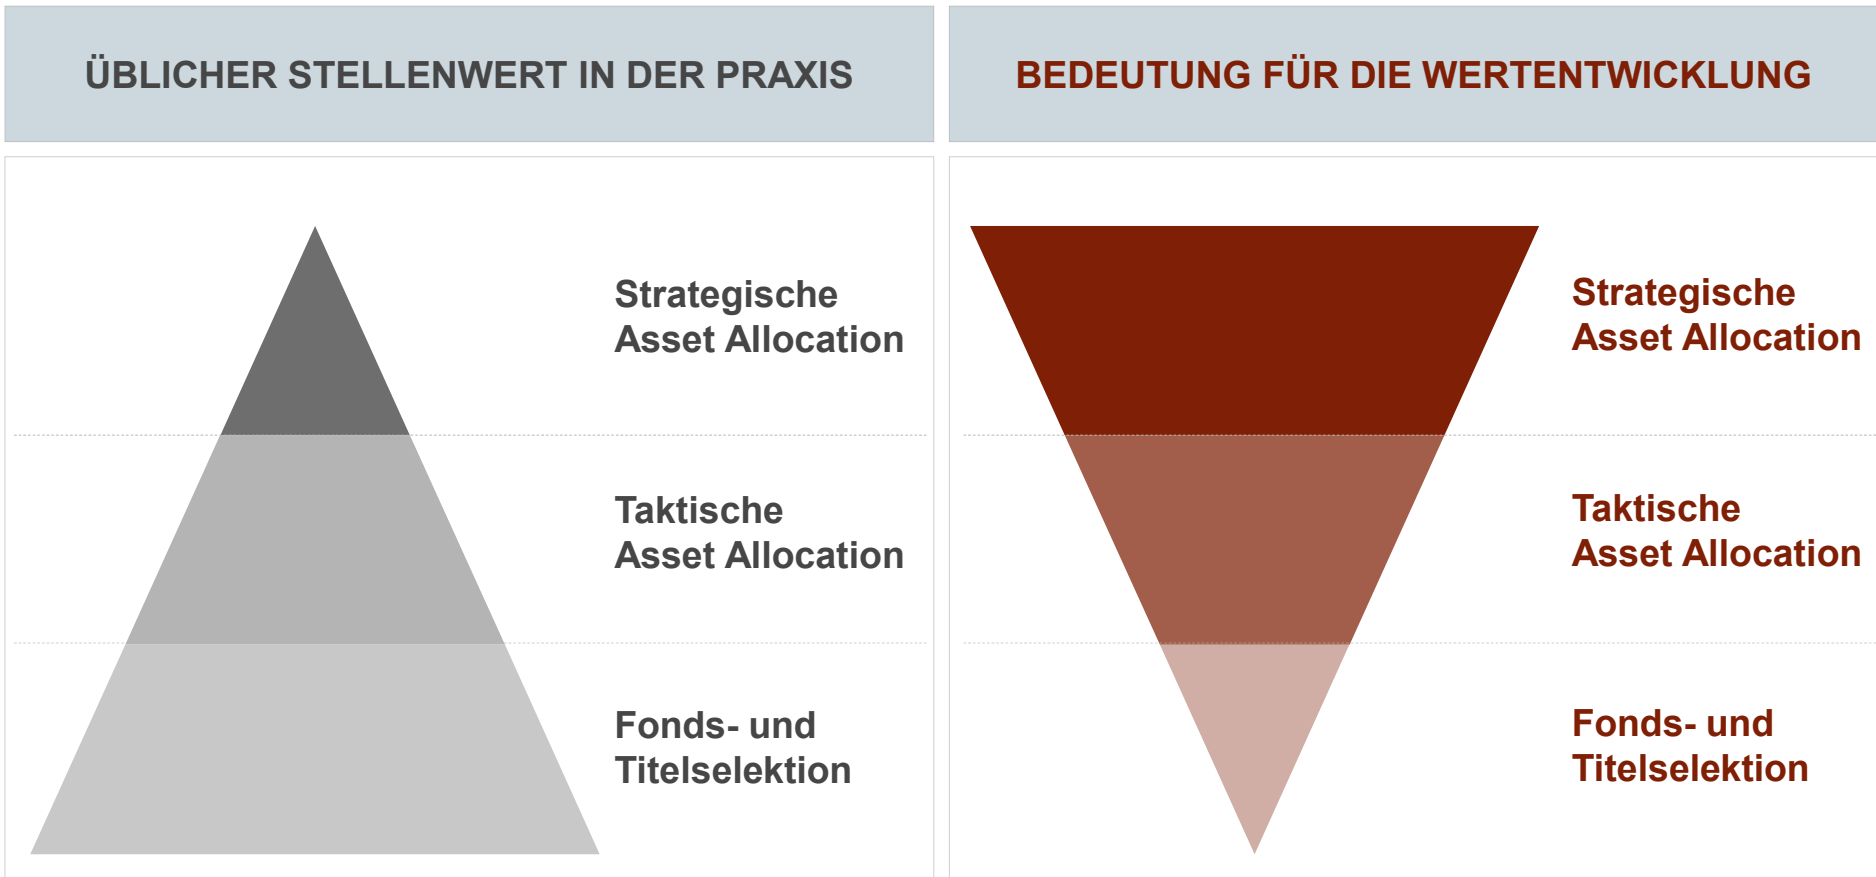 ÜBLICHER STELLENWERT IN DER PRAXIS
Strategische
Asset Allocation
Taktische
Asset Allocation
Fonds- und
Titelselektion
BEDEUTUNG FÜR DIE WERTENTWICKLUNG
Strategische
Asset Allocation
Taktische
Asset Allocation
Fonds- und
Titelselektion